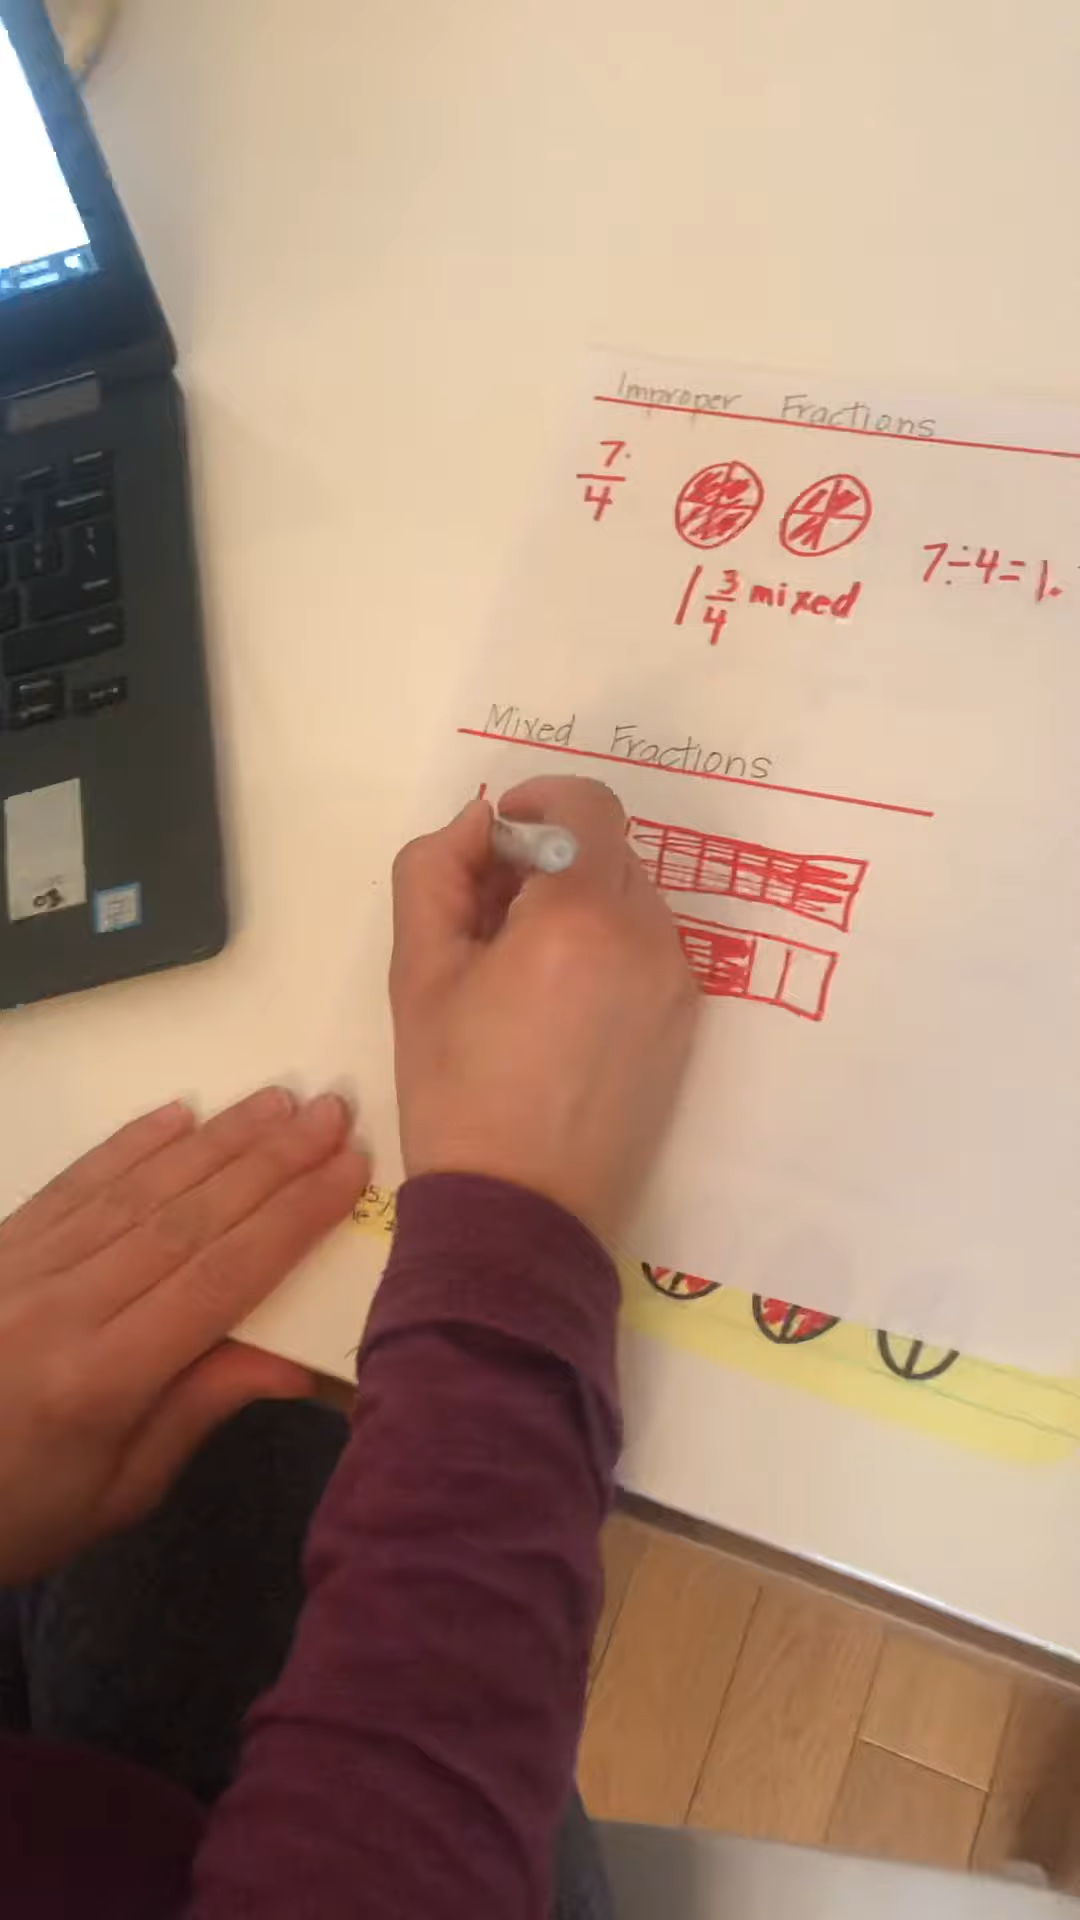 Improper Fractions
7
4
1 3/4 mixed
7÷4=1.
Mixed Fractions